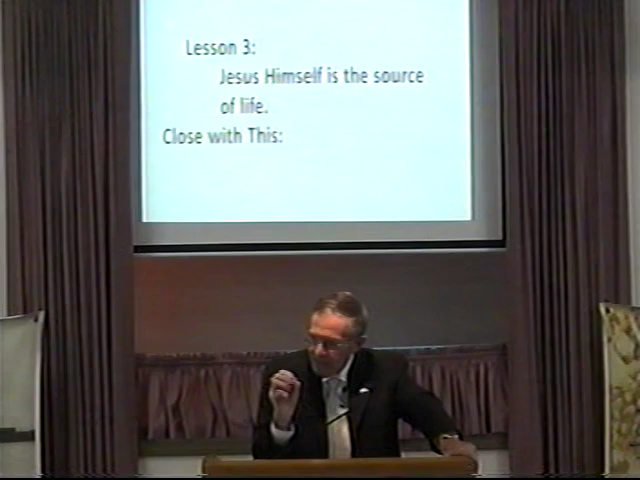 Lesson 3:
Jesus Himself is the source
of life.
Close with This: